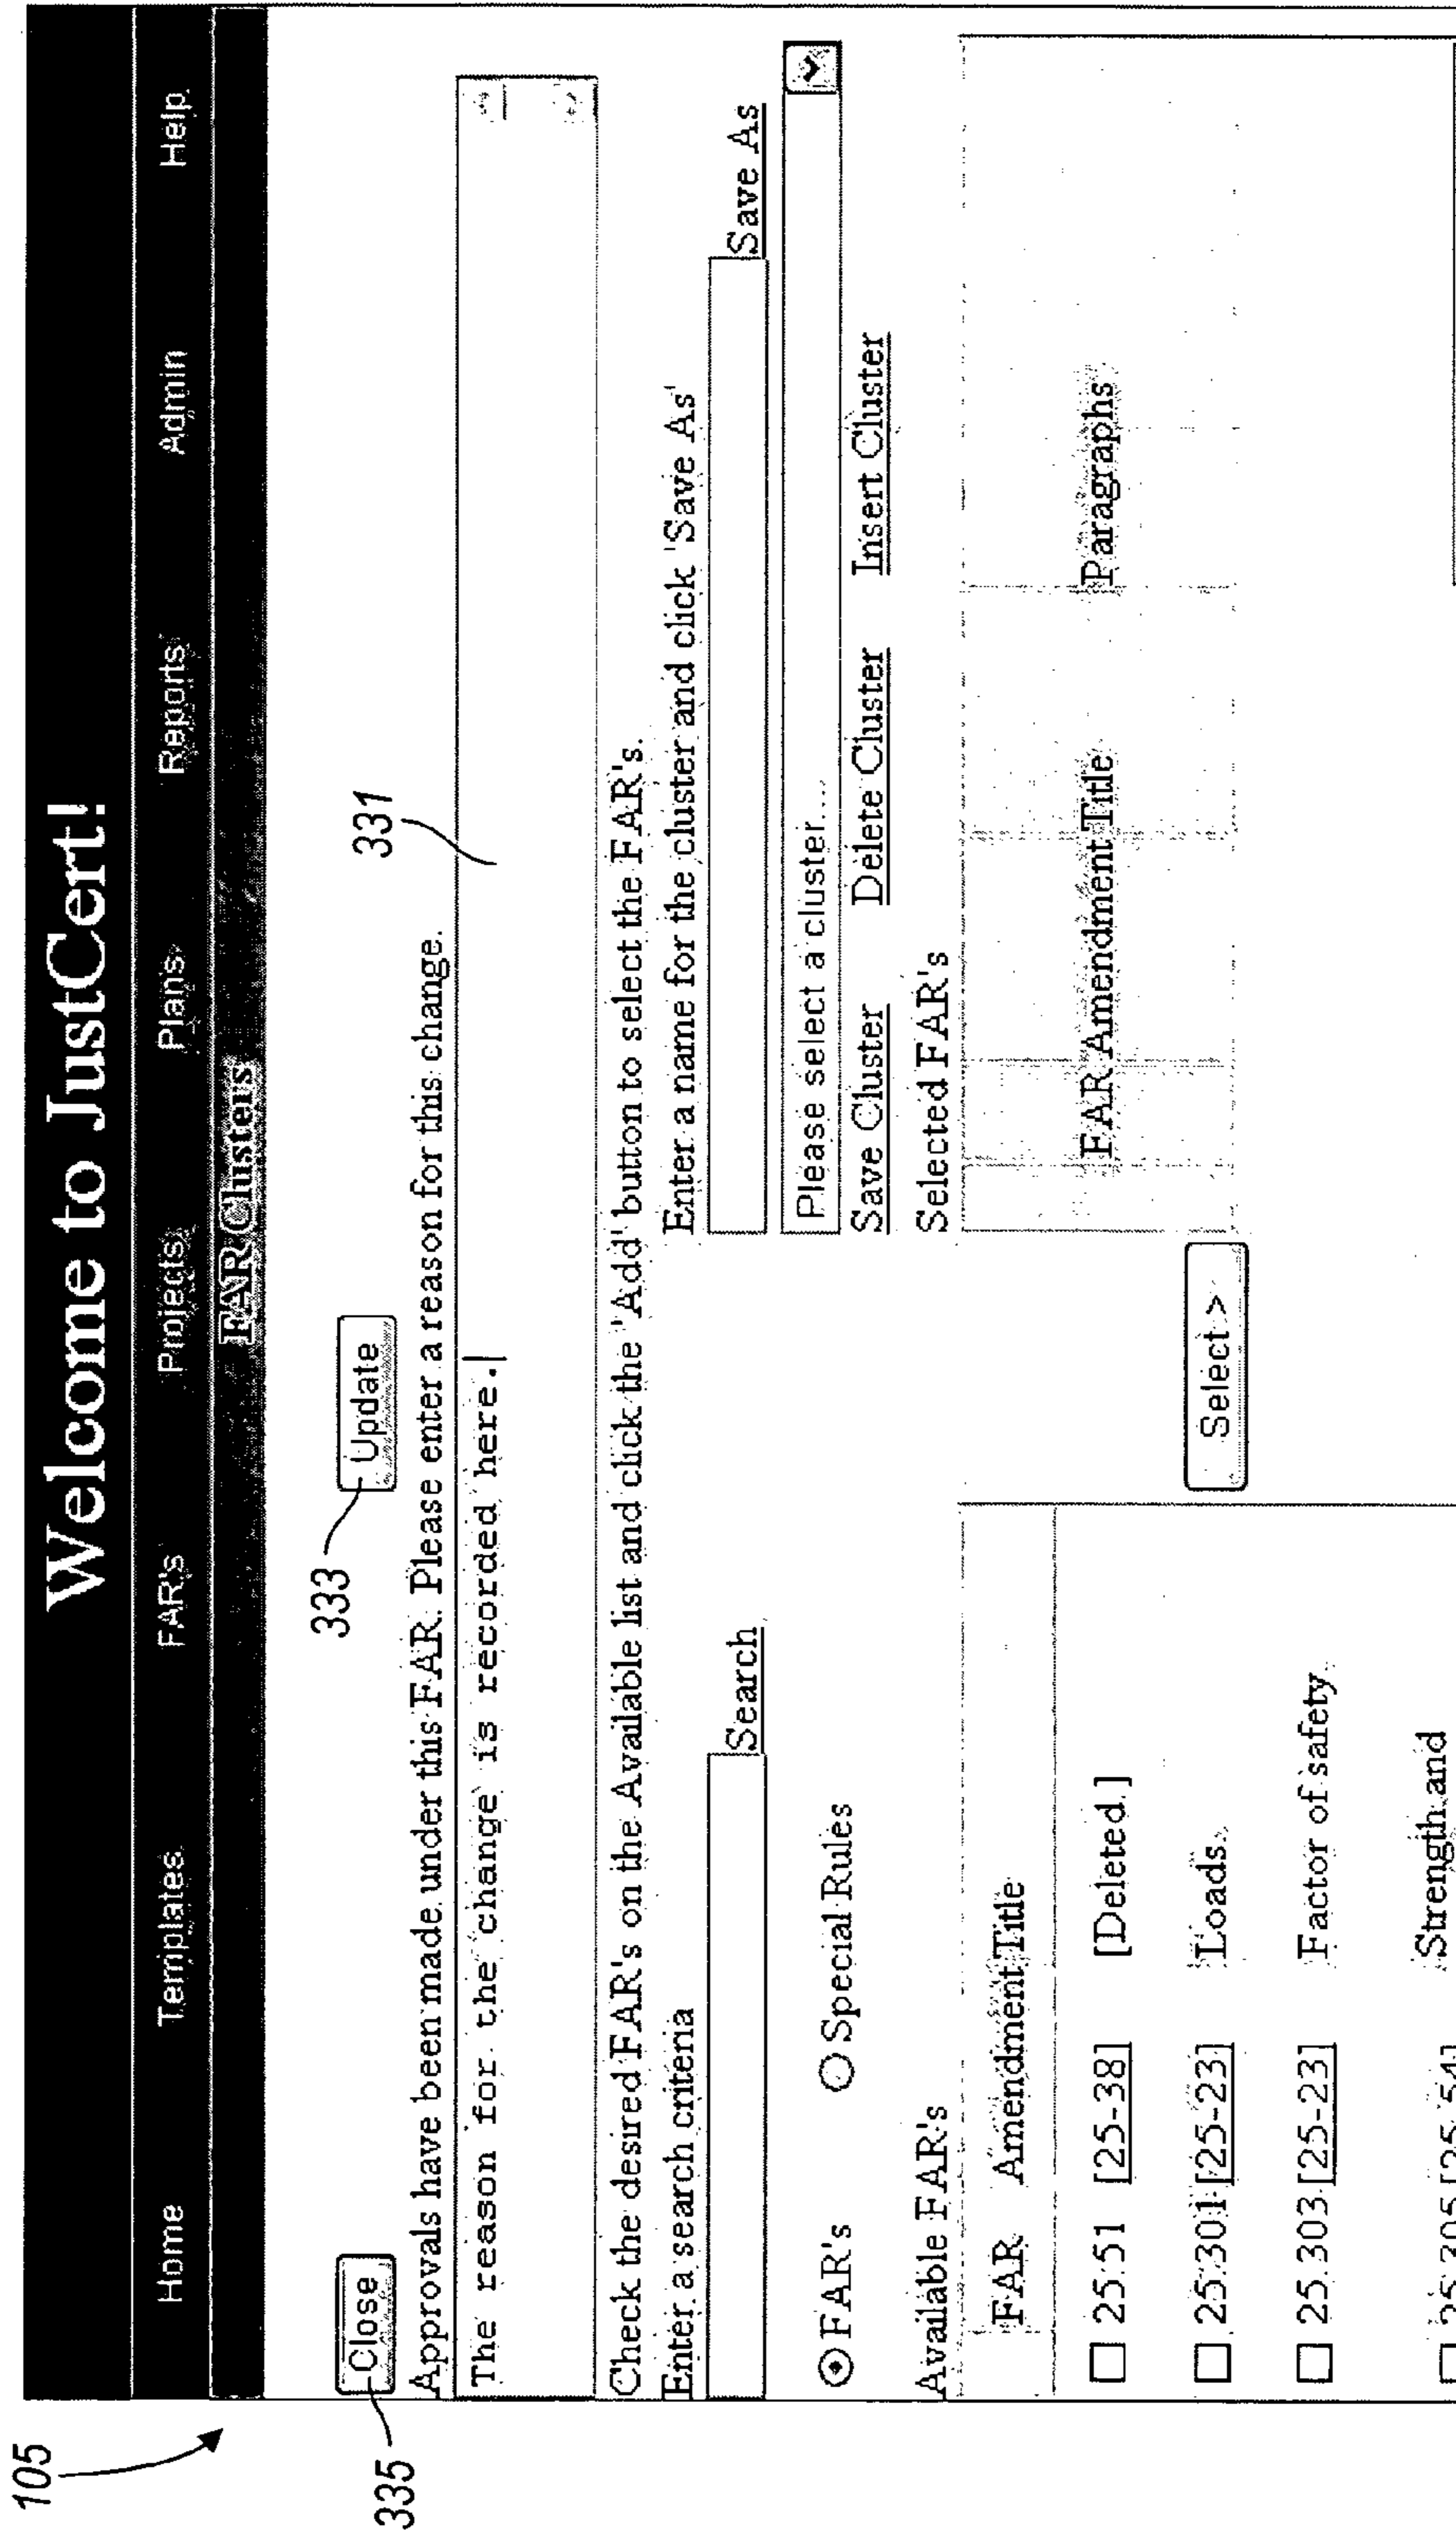 105
Welcome to JustCert!
Home Templates FAR's Projects Plans Reports Admin Help
FAR Clusters
335 Close 333 Update
331
Approvals have been made under this FAR. Please enter a reason for this change.
The reason for the change is recorded here.
Check the desired FAR's on the Available list and click the 'Add' button to select the FAR's.
Enter a search criteria Enter a name for the cluster and click 'Save As'
Search Save As
Please select a cluster...
FAR's Special Rules Save Cluster Delete Cluster Insert Cluster
Available FAR's Selected FAR's
FAR Amendment Title
FAR Amendment Title Paragraphs
25.51 [25-38] [Deleted.]
25.301 [25-23] Loads. Select >
25.303 [25-23] Factor of safety.
25.305 [25-54] Strength and